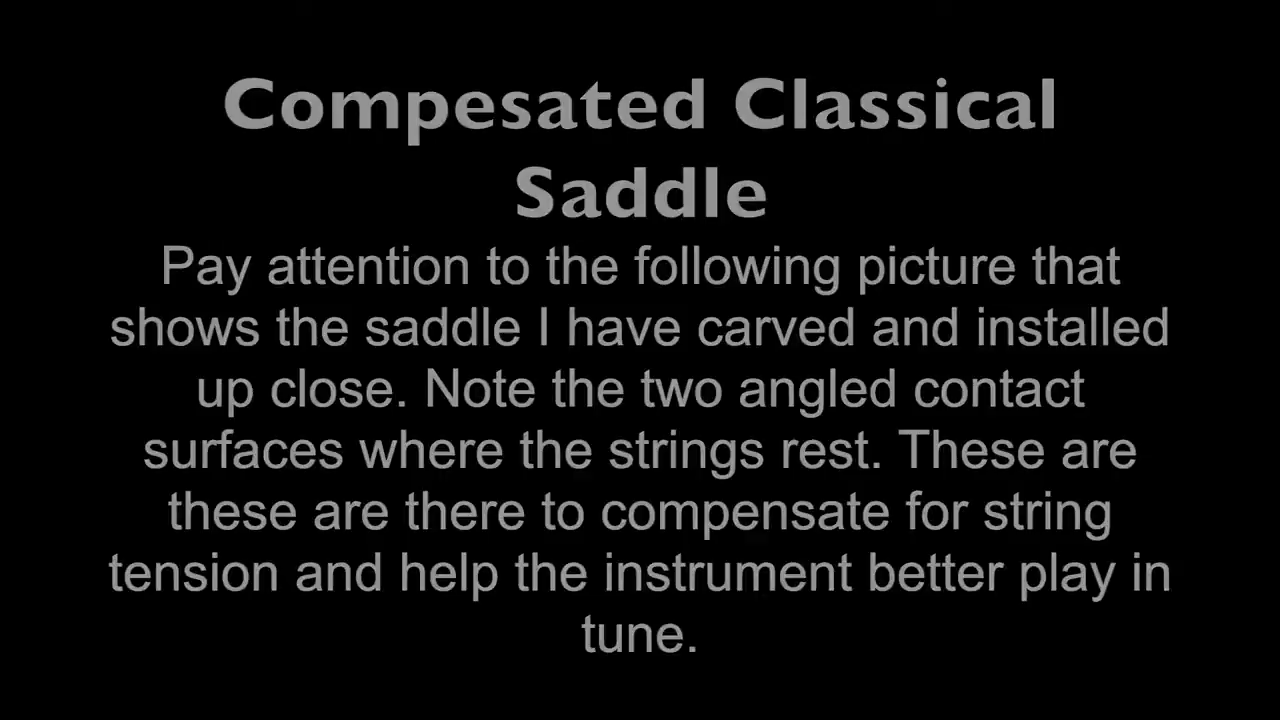 Compesated Classical
Saddle
Pay attention to the following picture that
shows the saddle I have carved and installed
up close. Note the two angled contact
surfaces where the strings rest. These are
these are there to compensate for string
tension and help the instrument better play in
tune.